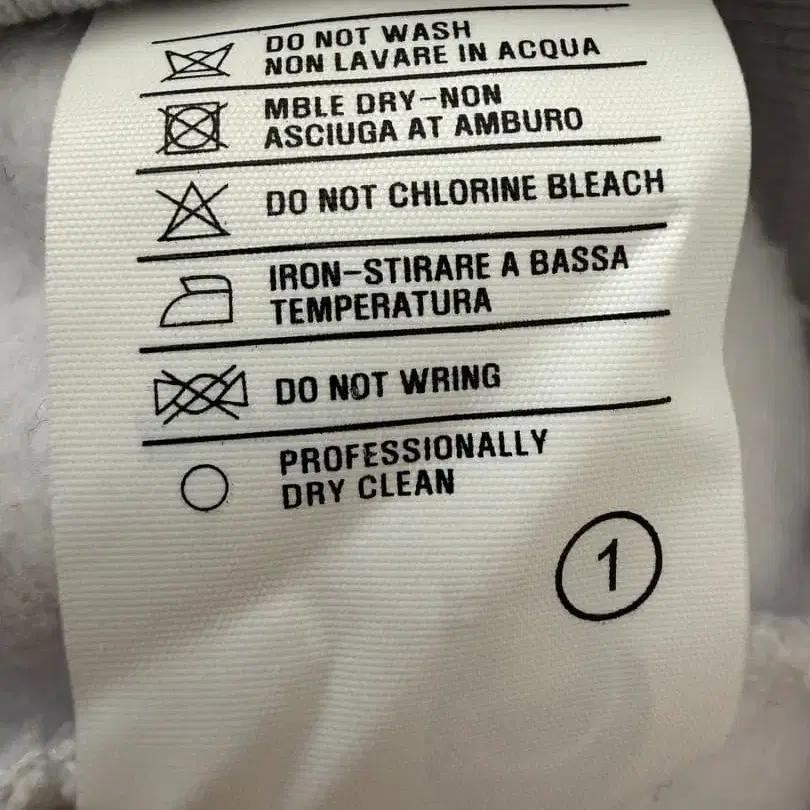 DO NOT WASH
NON LAVARE IN ACQUA
MBLE DRY-NON
ASCIUGA AT AMBURO
DO NOT CHLORINE BLEACH
IRON-STIRARE A BASSA
TEMPERATURA
DO NOT WRING
PROFESSIONALLY
DRY CLEAN
1